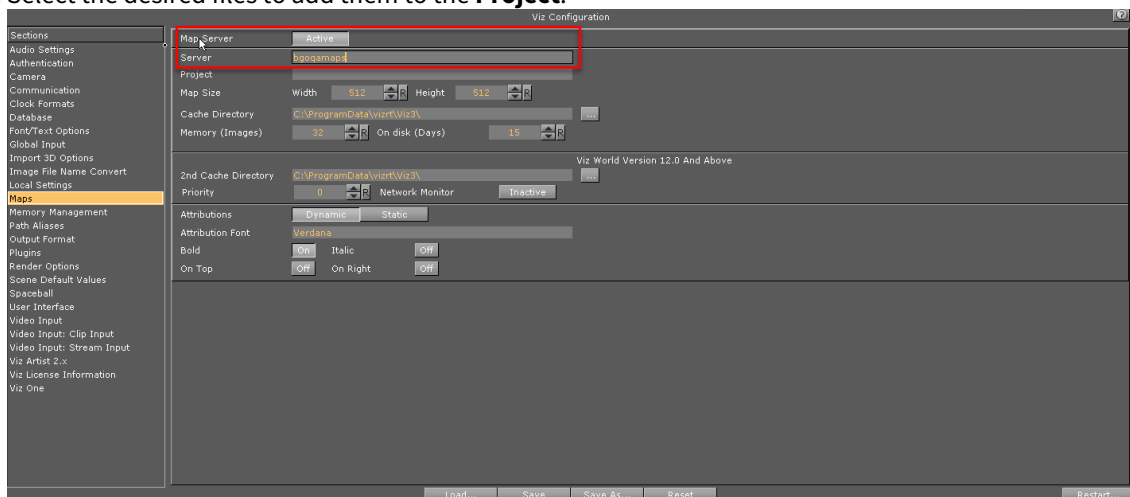 Select the desired files to add them to the Project.
Viz Configuration
Sections
Audio Settings
Authentication
Camera
Communication
Clock Formats
Database
Font/Text Options
Global Input
Import 3D Options
Image File Name Convert
Local Settings
Maps
Memory Management
Path Aliases
Output Format
Plugins
Render Options
Scene Default Values
Spaceball
User Interface
Video Input
Video Input: Clip Input
Video Input: Stream Input
Viz Artist 2.x
Viz License Information
Viz One
Map Server Active
Server bgogamaps
Project
Map Size Width 512 R Height 512 R
Cache Directory C:\ProgramData\vizrt\Viz3\ ...
Memory (Images) 32 R On disk (Days) 15 R
Viz World Version 12.0 And Above
2nd Cache Directory C:\ProgramData\vizrt\Viz3\ ...
Priority 0 R Network Monitor Inactive
Attributions Dynamic Static
Attribution Font Verdana
Bold On Italic Off
On Top Off On Right Off
Load... Save Save As... Reset Restart...